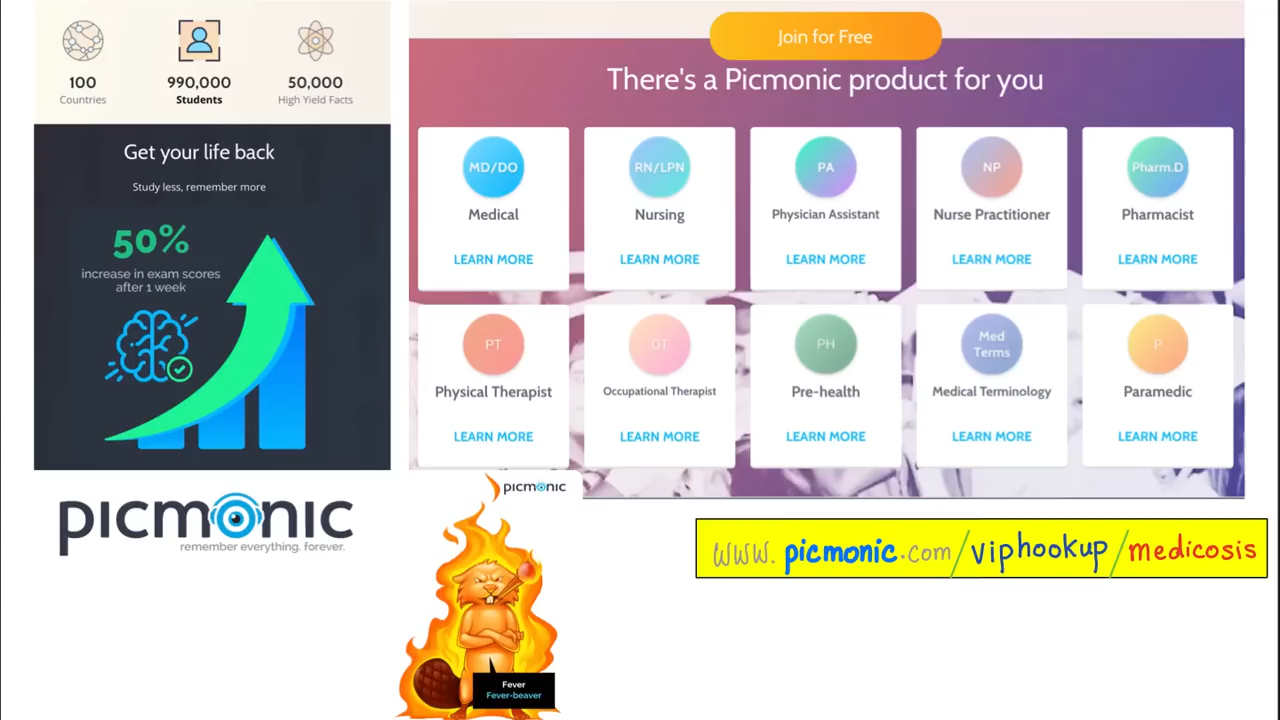 100
Countries
990,000
Students
50,000
High Yield Facts
Get your life back
Study less, remember more
50%
increase in exam scores
after 1 week
picmonic
remember everything. forever.
Join for Free
There's a Picmonic product for you
MD/DO
Medical
LEARN MORE
RN/LPN
Nursing
LEARN MORE
PA
Physician Assistant
LEARN MORE
NP
Nurse Practitioner
LEARN MORE
Pharm.D
Pharmacist
LEARN MORE
PT
Physical Therapist
LEARN MORE
OT
Occupational Therapist
LEARN MORE
PH
Pre-health
LEARN MORE
Med
Terms
Medical Terminology
LEARN MORE
P
Paramedic
LEARN MORE
picmonic
Fever
Fever-beaver
www.picmonic.com/viphookup/medicosis